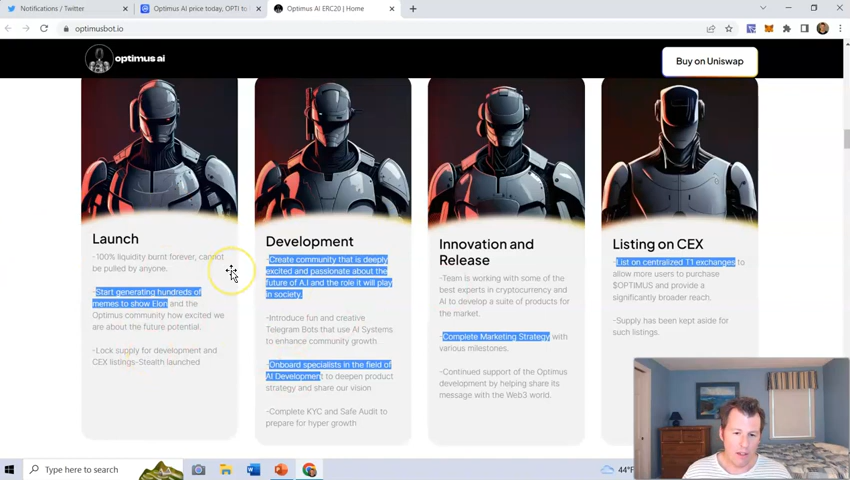 Notifications / Twitter
Optimus AI price today, OPTI to
Optimus AI ERC20 | Home
optimusbot.io
optimus ai
Buy on Uniswap
Launch
-100% liquidity burnt forever, cannot
be pulled by anyone.
-Start generating hundreds of
memes to show Elon and the
Optimus community how excited we
are about the future potential.
-Lock supply for development and
CEX listings-Stealth launched
Development
-Create community that is deeply
excited and passionate about the
future of A.I and the role it will play
in society.
-Introduce fun and creative
Telegram Bots that use AI Systems
to enhance community growth
-Onboard specialists in the field of
AI Development to deepen product
strategy and share our vision
-Complete KYC and Safe Audit to
prepare for hyper growth
Innovation and
Release
-Team is working with some of the
best experts in cryptocurrency and
AI to develop a suite of products for
the market.
-Complete Marketing Strategy with
various milestones.
-Continued support of the Optimus
development by helping share its
message with the Web3 world.
Listing on CEX
-List on centralized T1 exchanges to
allow more users to purchase
$OPTIMUS and provide a
significantly broader reach.
-Supply has been kept aside for
such listings.
Type here to search
44°F